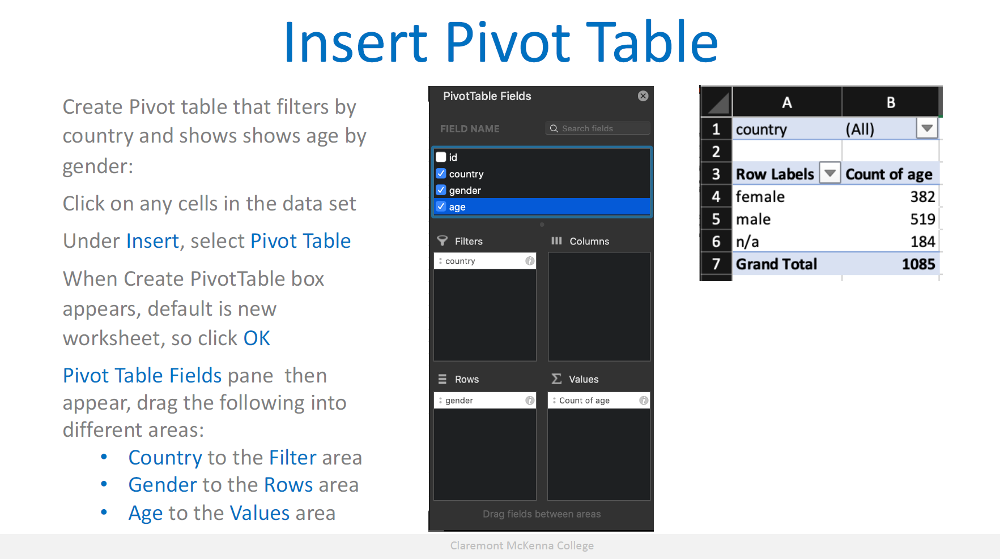 Insert Pivot Table
Create Pivot table that filters by
country and shows shows age by
gender:
Click on any cells in the data set
Under Insert, select Pivot Table
When Create PivotTable box
appears, default is new
worksheet, so click OK
Pivot Table Fields pane then
appear, drag the following into
different areas:
• Country to the Filter area
• Gender to the Rows area
• Age to the Values area
PivotTable Fields
FIELD NAME
Search fields
id
country
gender
age
Filters
country
Columns
Rows
gender
Values
Count of age
Drag fields between areas
A B
1 country (All)
2
3 Row Labels Count of age
4 female 382
5 male 519
6 n/a 184
7 Grand Total 1085
Claremont McKenna College